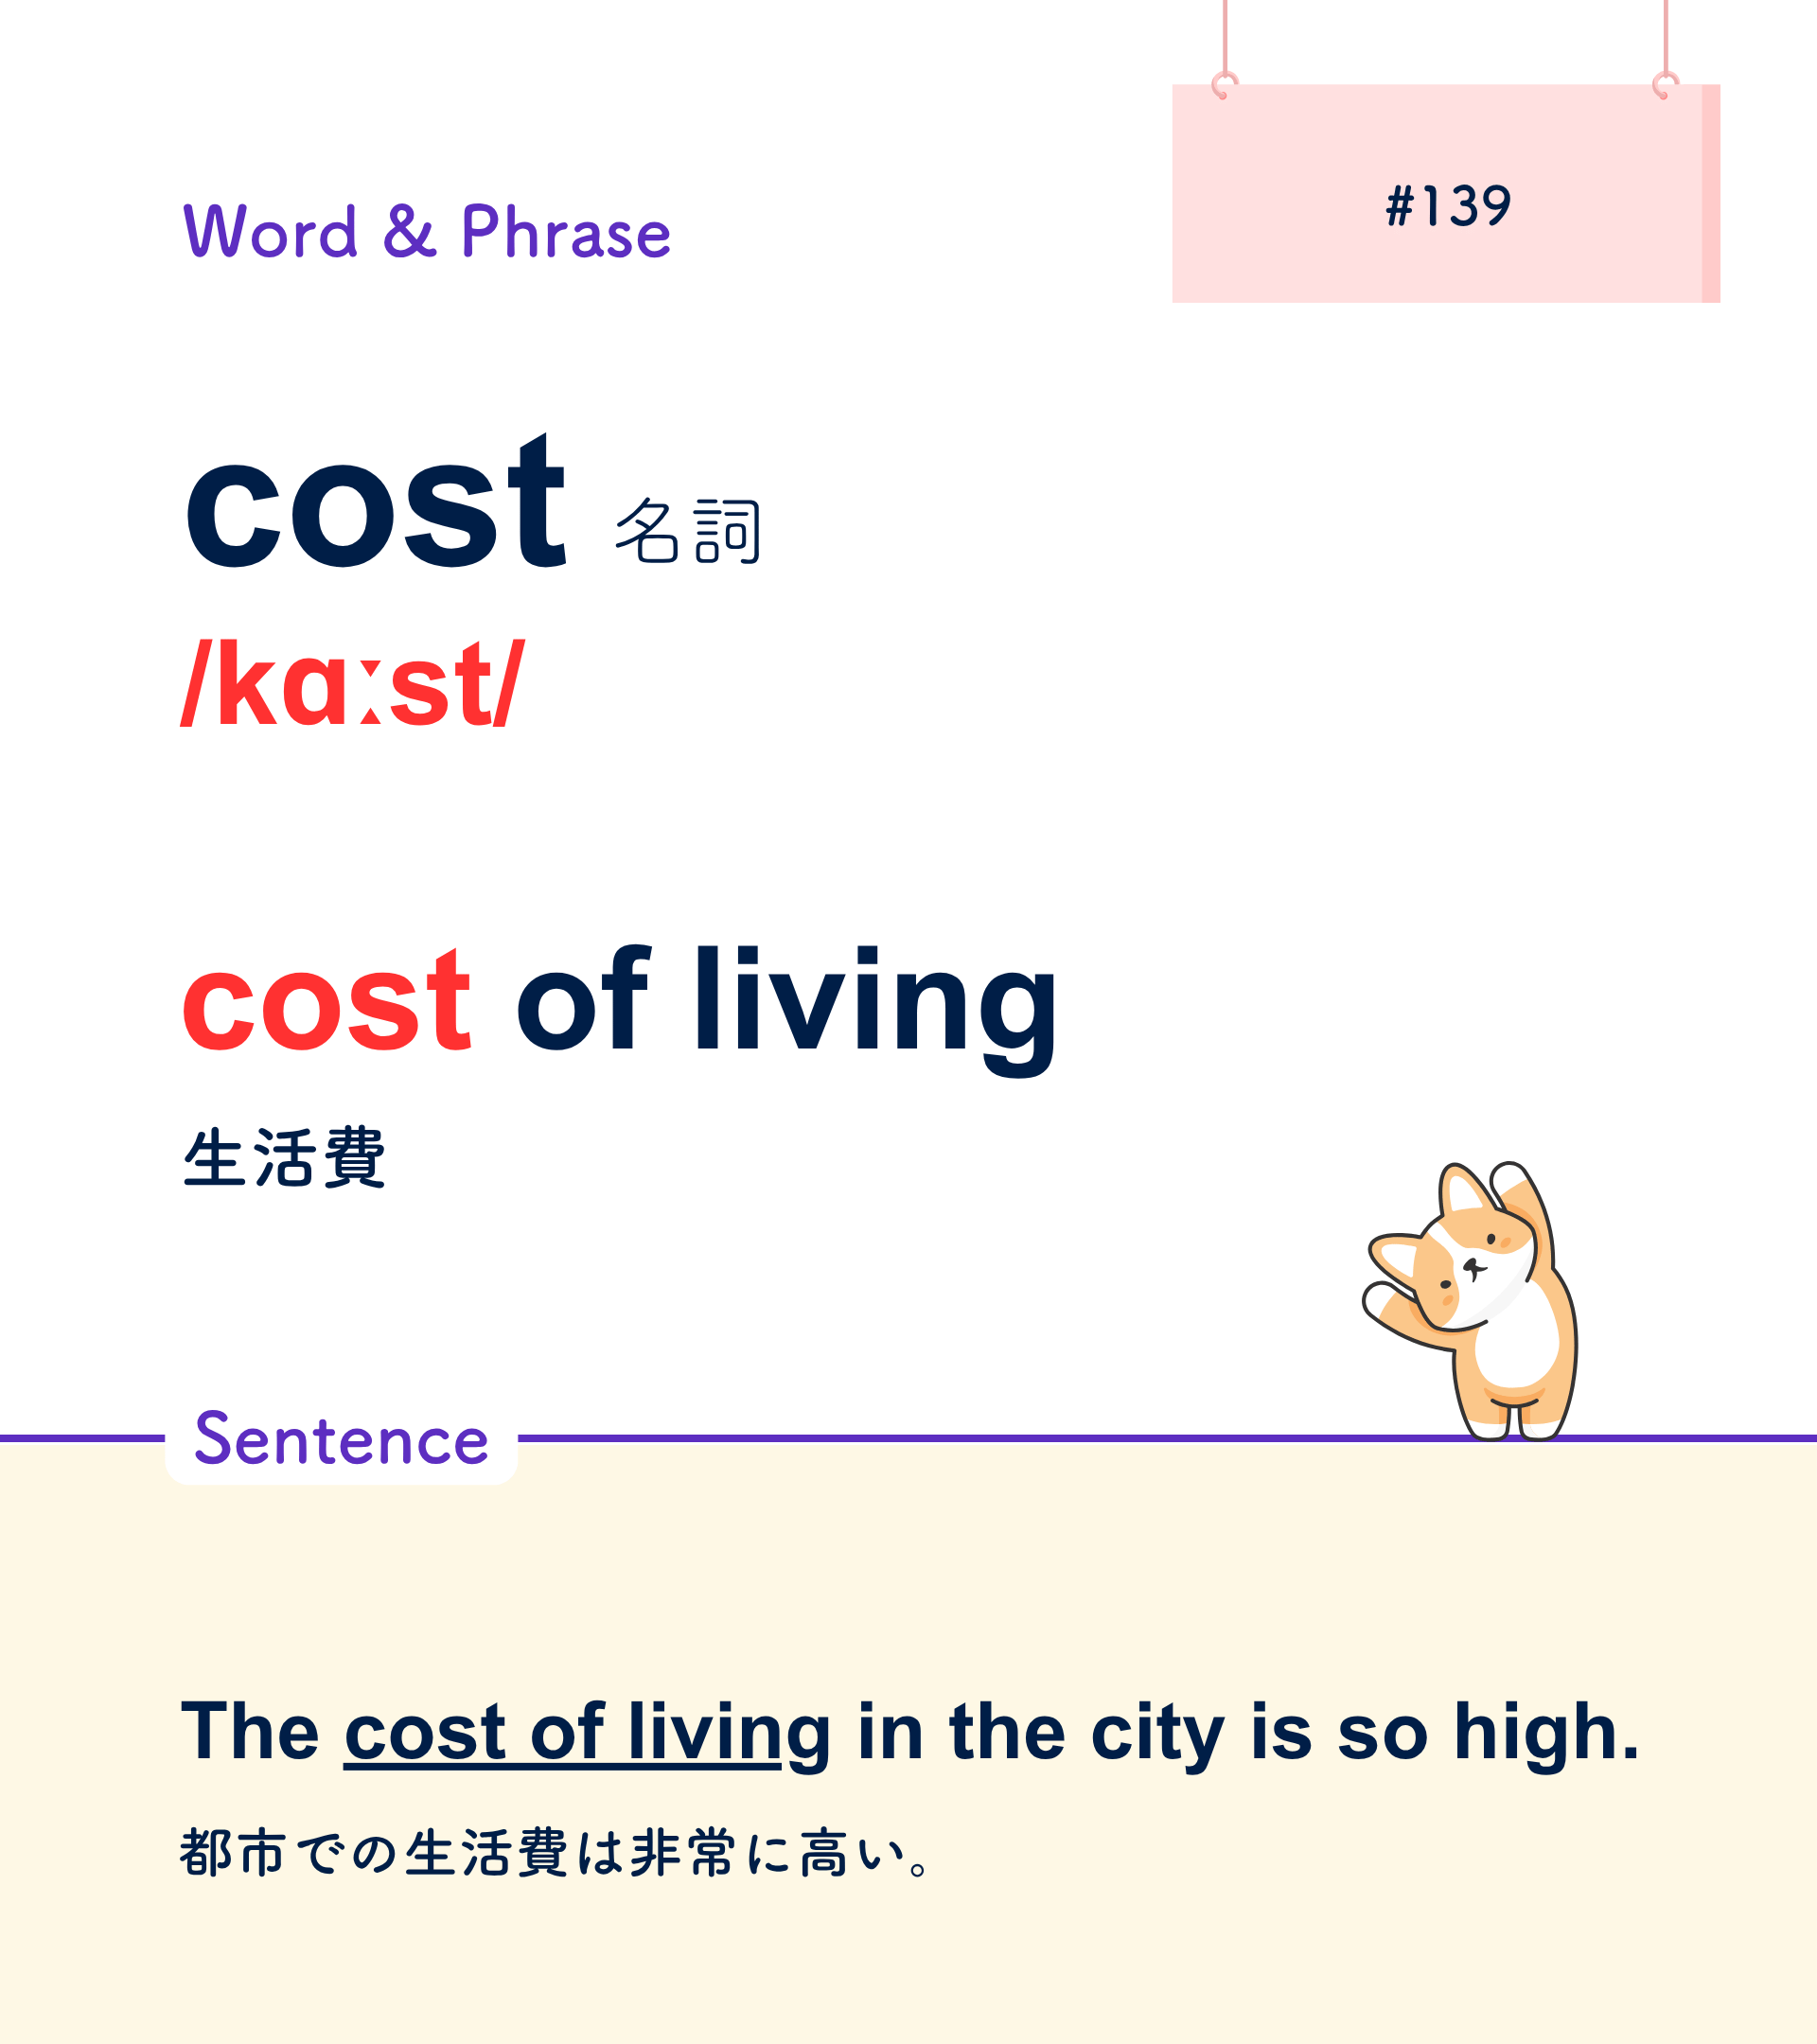 #139
Word & Phrase
cost 名詞
/kɑːst/
cost of living
生活費
Sentence
The cost of living in the city is so high.
都市での生活費は非常に高い。